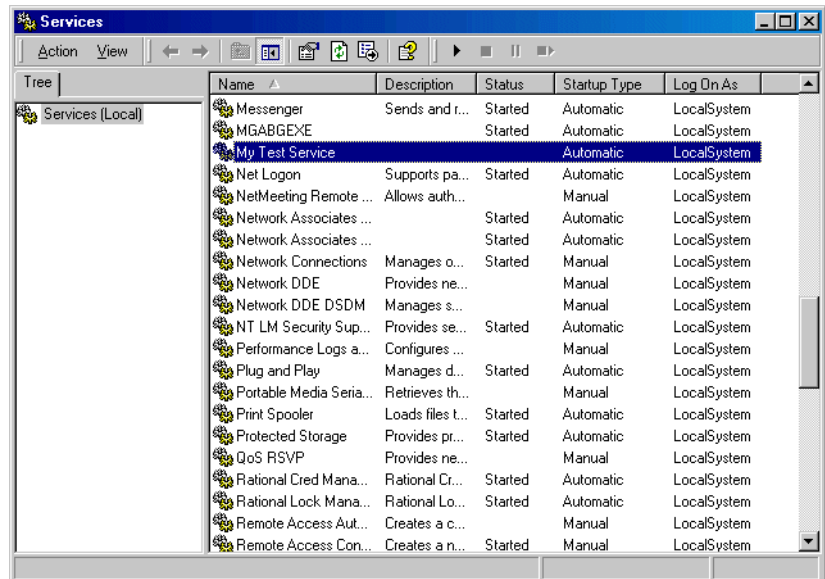 Services
Action View
Tree
Services (Local)
Name Description Status Startup Type Log On As
Messenger Sends and r... Started Automatic LocalSystem
MGABGEXE Started Automatic LocalSystem
My Test Service Automatic LocalSystem
Net Logon Supports pa... Started Automatic LocalSystem
NetMeeting Remote ... Allows auth... Manual LocalSystem
Network Associates ... Started Automatic LocalSystem
Network Associates ... Started Automatic LocalSystem
Network Connections Manages o... Started Manual LocalSystem
Network DDE Provides ne... Manual LocalSystem
Network DDE DSDM Manages s... Manual LocalSystem
NT LM Security Sup... Provides se... Started Automatic LocalSystem
Performance Logs a... Configures ... Manual LocalSystem
Plug and Play Manages d... Started Automatic LocalSystem
Portable Media Seria... Retrieves th... Manual LocalSystem
Print Spooler Loads files t... Started Automatic LocalSystem
Protected Storage Provides pr... Started Automatic LocalSystem
QoS RSVP Provides ne... Manual LocalSystem
Rational Cred Mana... Rational Cr... Started Automatic LocalSystem
Rational Lock Mana... Rational Lo... Started Automatic LocalSystem
Remote Access Aut... Creates a c... Manual LocalSystem
Remote Access Con... Creates a n... Started Manual LocalSystem